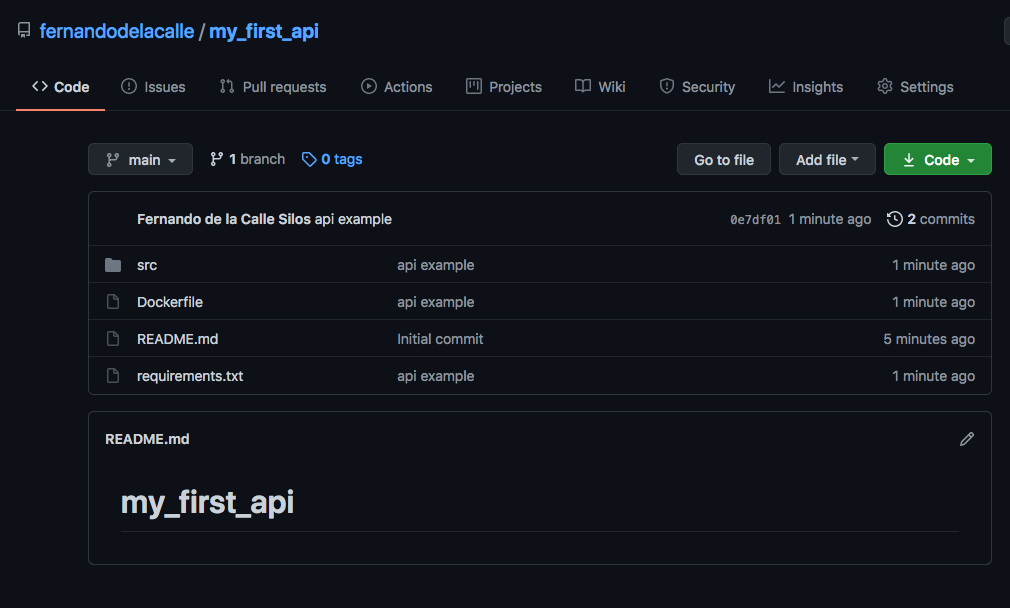 fernandodelacalle / my_first_api
Code Issues Pull requests Actions Projects Wiki Security Insights Settings
main 1 branch 0 tags Go to file Add file Code
Fernando de la Calle Silos api example 0e7df01 1 minute ago 2 commits
src api example 1 minute ago
Dockerfile api example 1 minute ago
README.md Initial commit 5 minutes ago
requirements.txt api example 1 minute ago
README.md
my_first_api